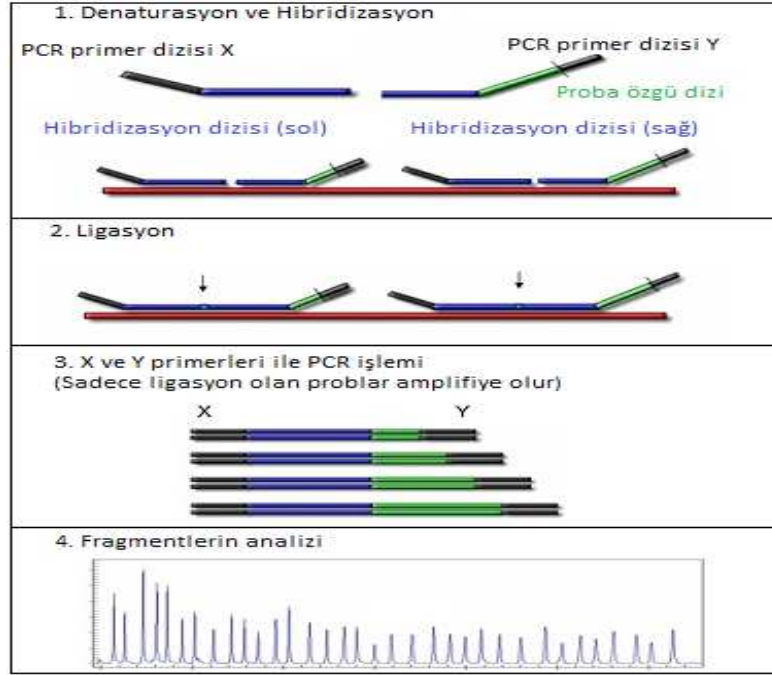 1. Denaturasyon ve Hibridizasyon
PCR primer dizisi X
PCR primer dizisi Y
Proba özgü dizi
Hibridizasyon dizisi (sol)
Hibridizasyon dizisi (sağ)
2. Ligasyon
3. X ve Y primerleri ile PCR işlemi
(Sadece ligasyon olan problar amplifiye olur)
X
Y
4. Fragmentlerin analizi